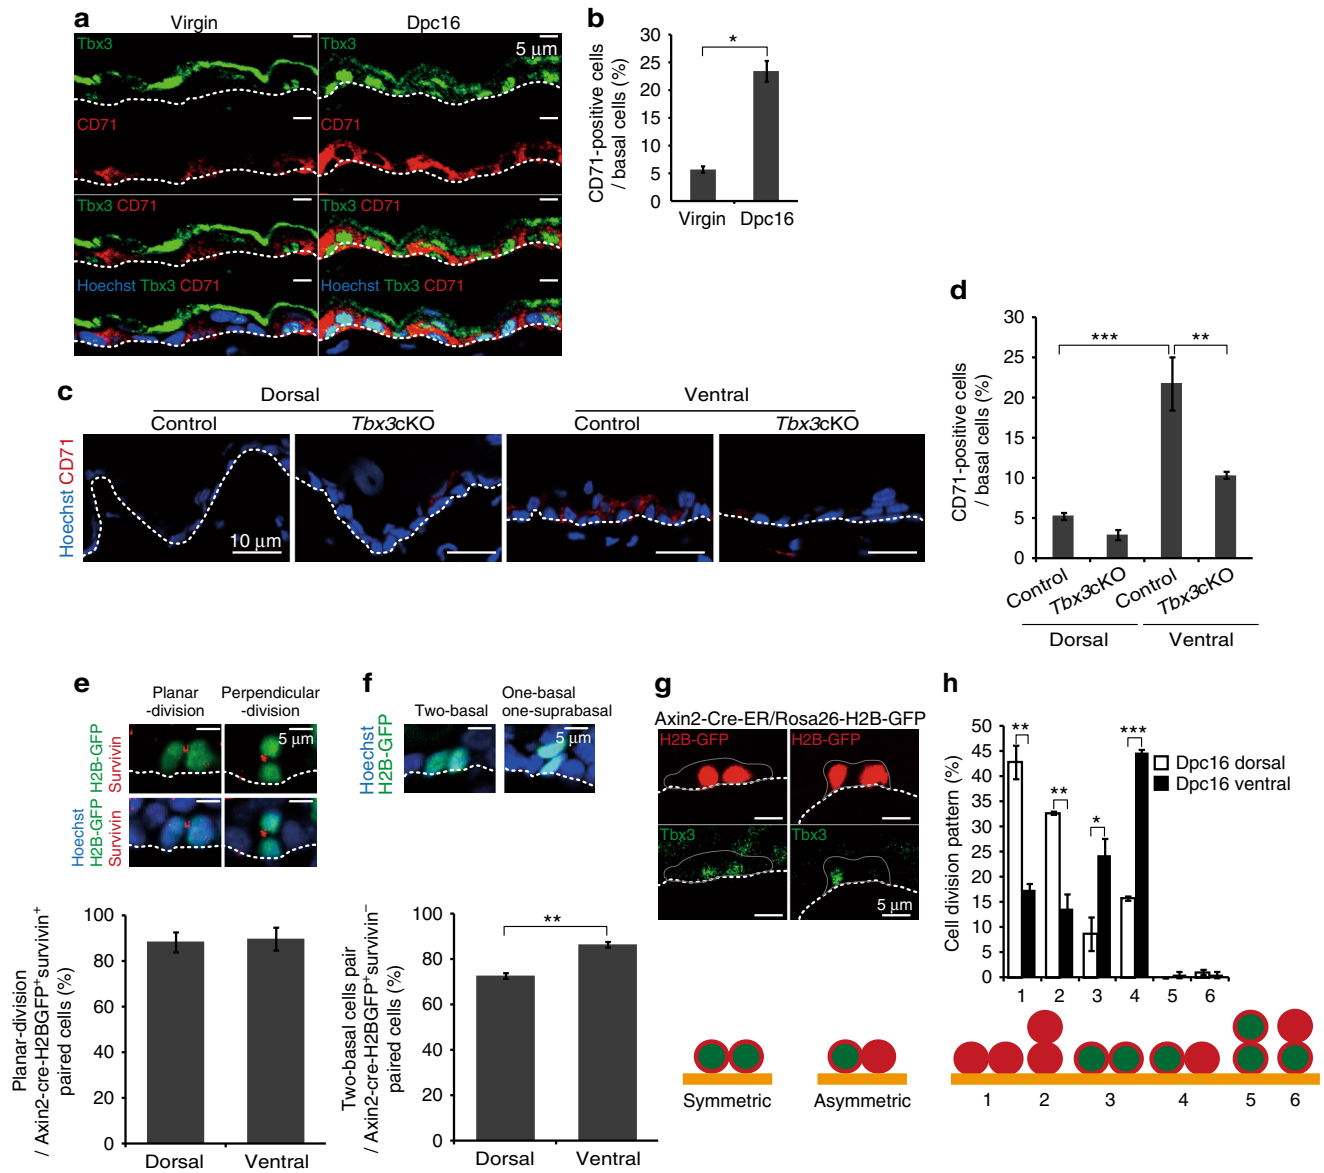 a
Virgin
Dpc16
Tbx3
Tbx3
5 µm
CD71
Tbx3 CD71
Tbx3 CD71
Hoechst Tbx3 CD71
Hoechst Tbx3 CD71
b
CD71-positive cells
/ basal cells (%)
30
25
20
15
10
5
0
*
Virgin
Dpc16
c
Dorsal
Ventral
Control
Tbx3cKO
Control
Tbx3cKO
Hoechst CD71
10 µm
d
CD71-positive cells
/ basal cells (%)
30
25
20
15
10
5
0
***
**
Control
Tbx3cKO
Control
Tbx3cKO
Dorsal
Ventral
e
Planar
-division
Perpendicular
-division
H2B-GFP
Survivin
5 µm
Hoechst
H2B-GFP
Survivin
Planar-division
/ Axin2-cre-H2BGFP+survivin+
paired cells (%)
100
80
60
40
20
0
Dorsal
Ventral
f
Two-basal
One-basal
one-suprabasal
Hoechst
H2B-GFP
5 µm
Two-basal cells pair
/ Axin2-cre-H2BGFP+survivin−
paired cells (%)
100
80
60
40
20
0
**
Dorsal
Ventral
g
Axin2-Cre-ER/Rosa26-H2B-GFP
H2B-GFP
H2B-GFP
Tbx3
Tbx3
5 µm
Symmetric
Asymmetric
h
Cell division pattern (%)
50
45
40
35
30
25
20
15
10
5
0
**
**
*
***
Dpc16 dorsal
Dpc16 ventral
1
2
3
4
5
6
1
2
3
4
5
6